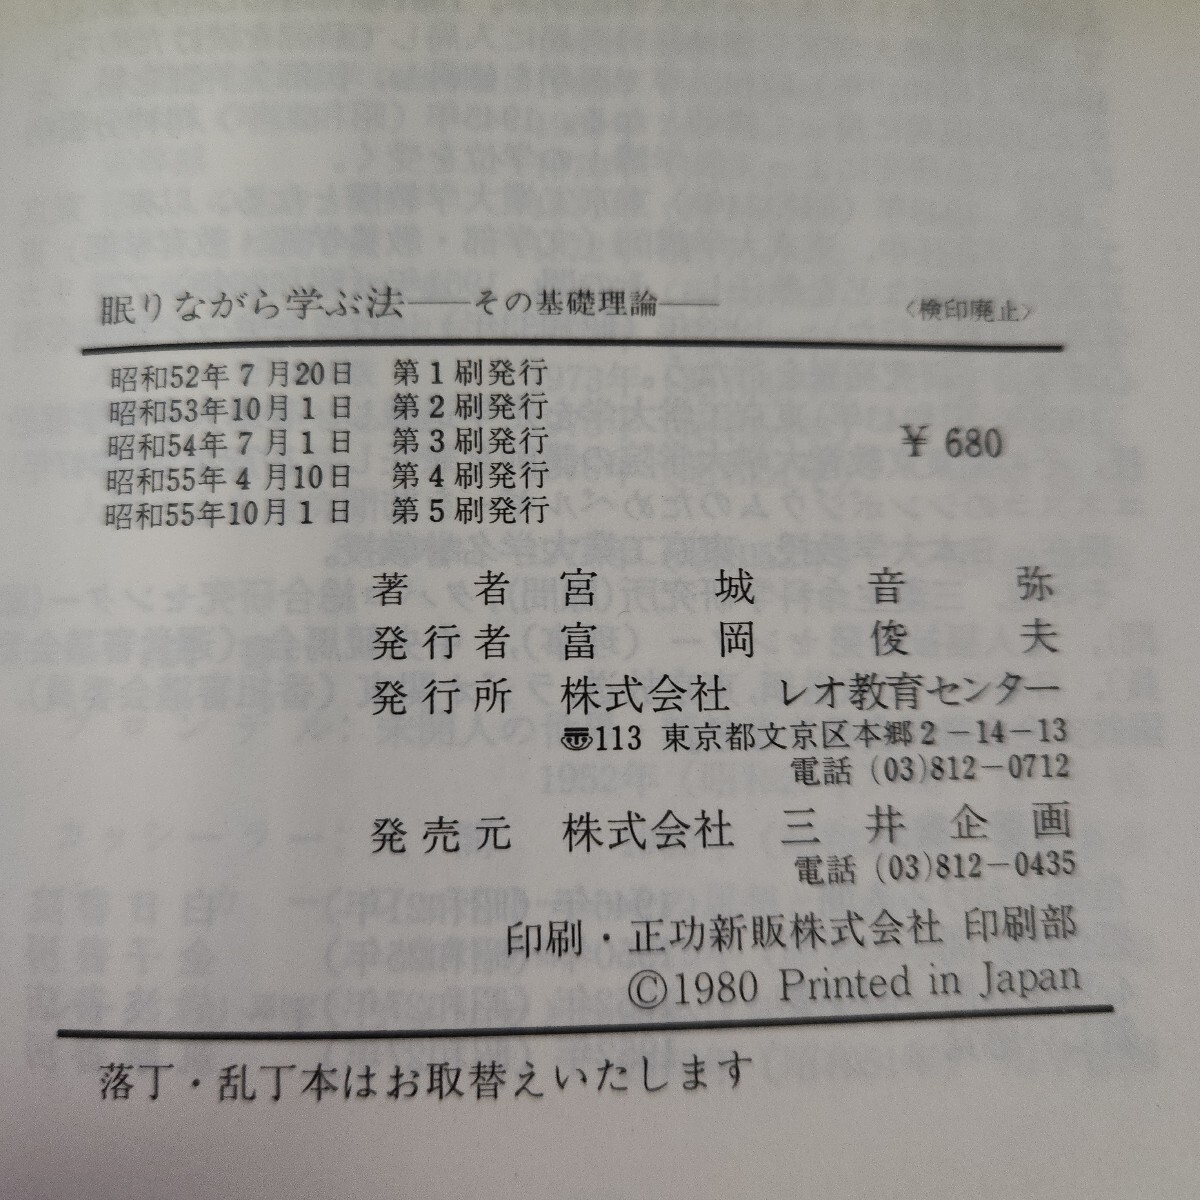 眠りながら学ぶ法――その基礎理論――　〈検印廃止〉
昭和52年7月20日　第1刷発行
昭和53年10月1日　第2刷発行
昭和54年7月1日　第3刷発行
¥680
昭和55年4月10日　第4刷発行
昭和55年10月1日　第5刷発行
著者　宮城音弥
発行者　富岡俊夫
発行所　株式会社　レオ教育センター
〠113　東京都文京区本郷2－14－13
電話 (03)812－0712
発売元　株式会社　三井企画
電話 (03)812－0435
印刷・正功新販株式会社 印刷部
©1980 Printed in Japan
落丁・乱丁本はお取替えいたします